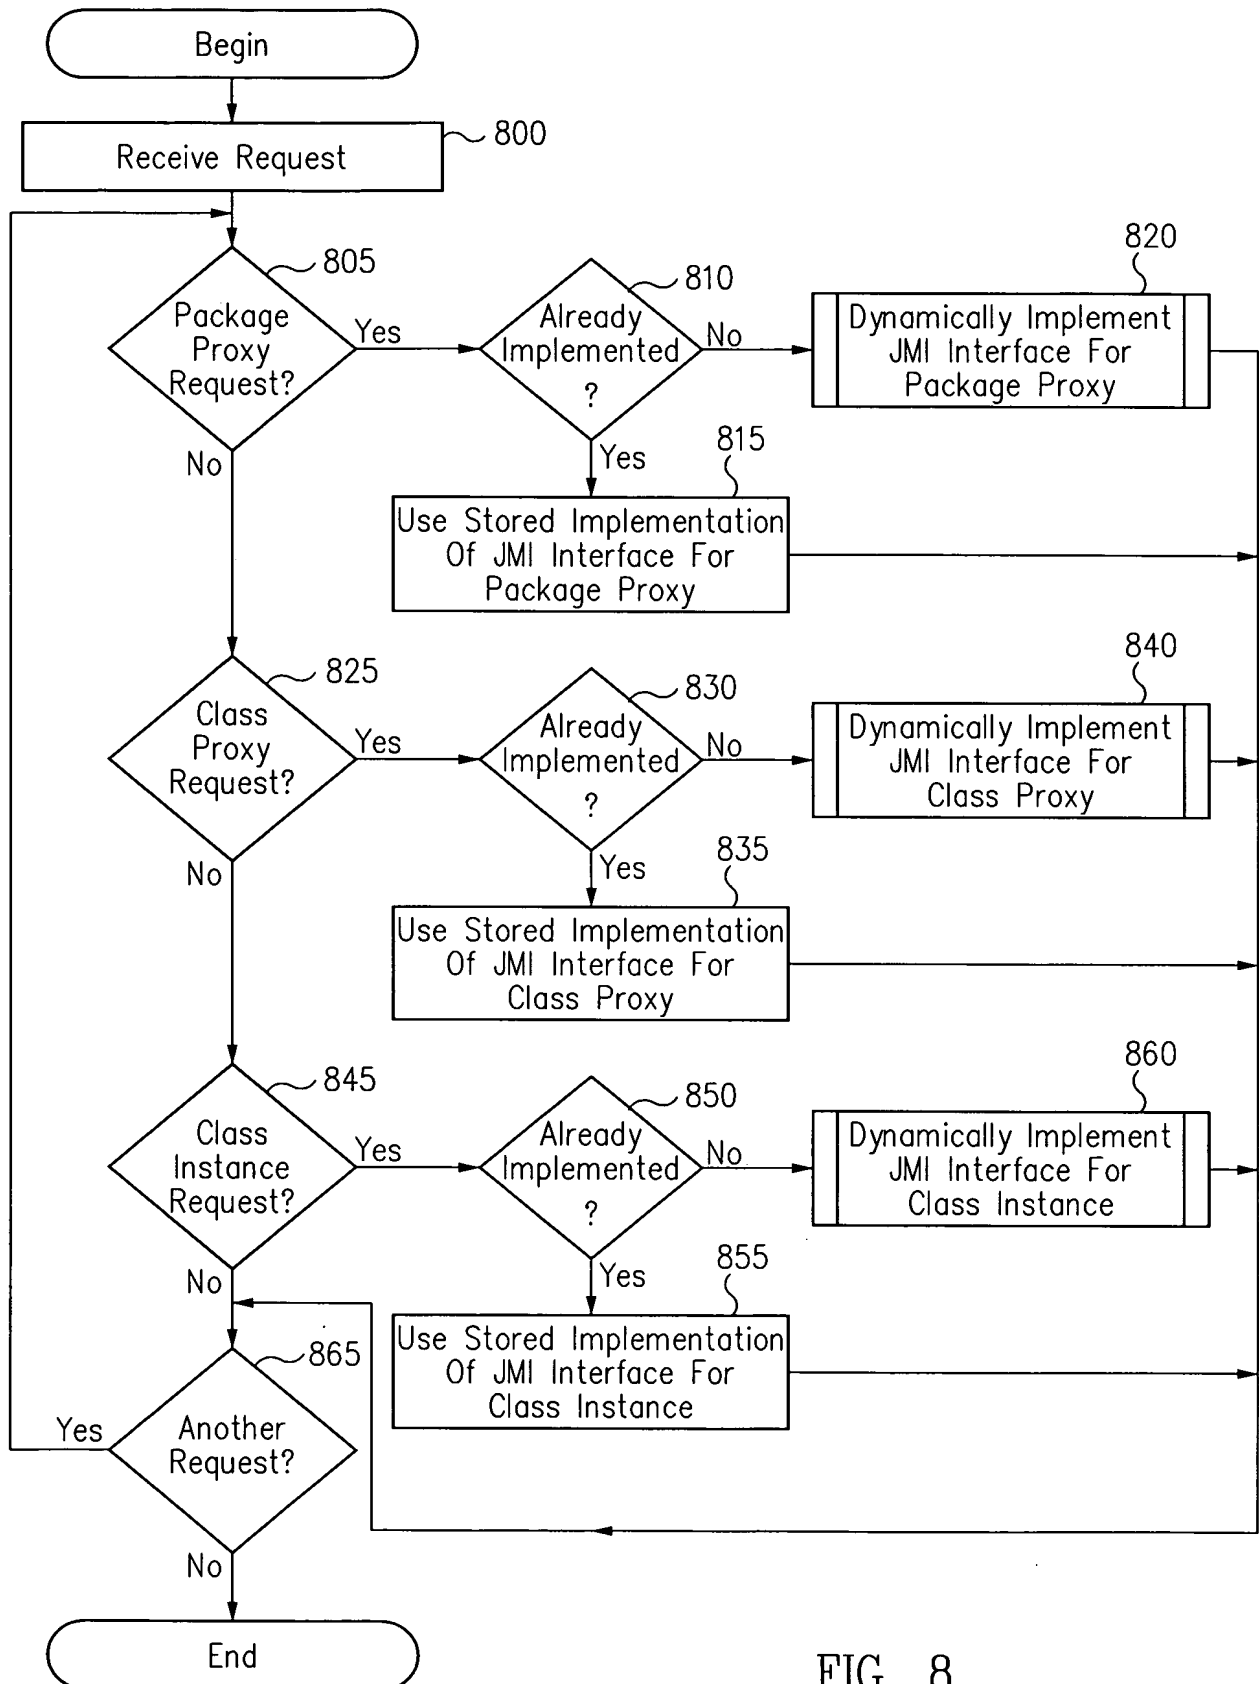 Begin
800
Receive Request
805
Package
Proxy
Request?
Yes
No
810
Already
Implemented
?
No
Yes
820
Dynamically Implement
JMI Interface For
Package Proxy
815
Use Stored Implementation
Of JMI Interface For
Package Proxy
825
Class
Proxy
Request?
Yes
No
830
Already
Implemented
?
No
Yes
840
Dynamically Implement
JMI Interface For
Class Proxy
835
Use Stored Implementation
Of JMI Interface For
Class Proxy
845
Class
Instance
Request?
Yes
No
850
Already
Implemented
?
No
Yes
860
Dynamically Implement
JMI Interface For
Class Instance
855
Use Stored Implementation
Of JMI Interface For
Class Instance
865
Another
Request?
Yes
No
End
FIG. 8